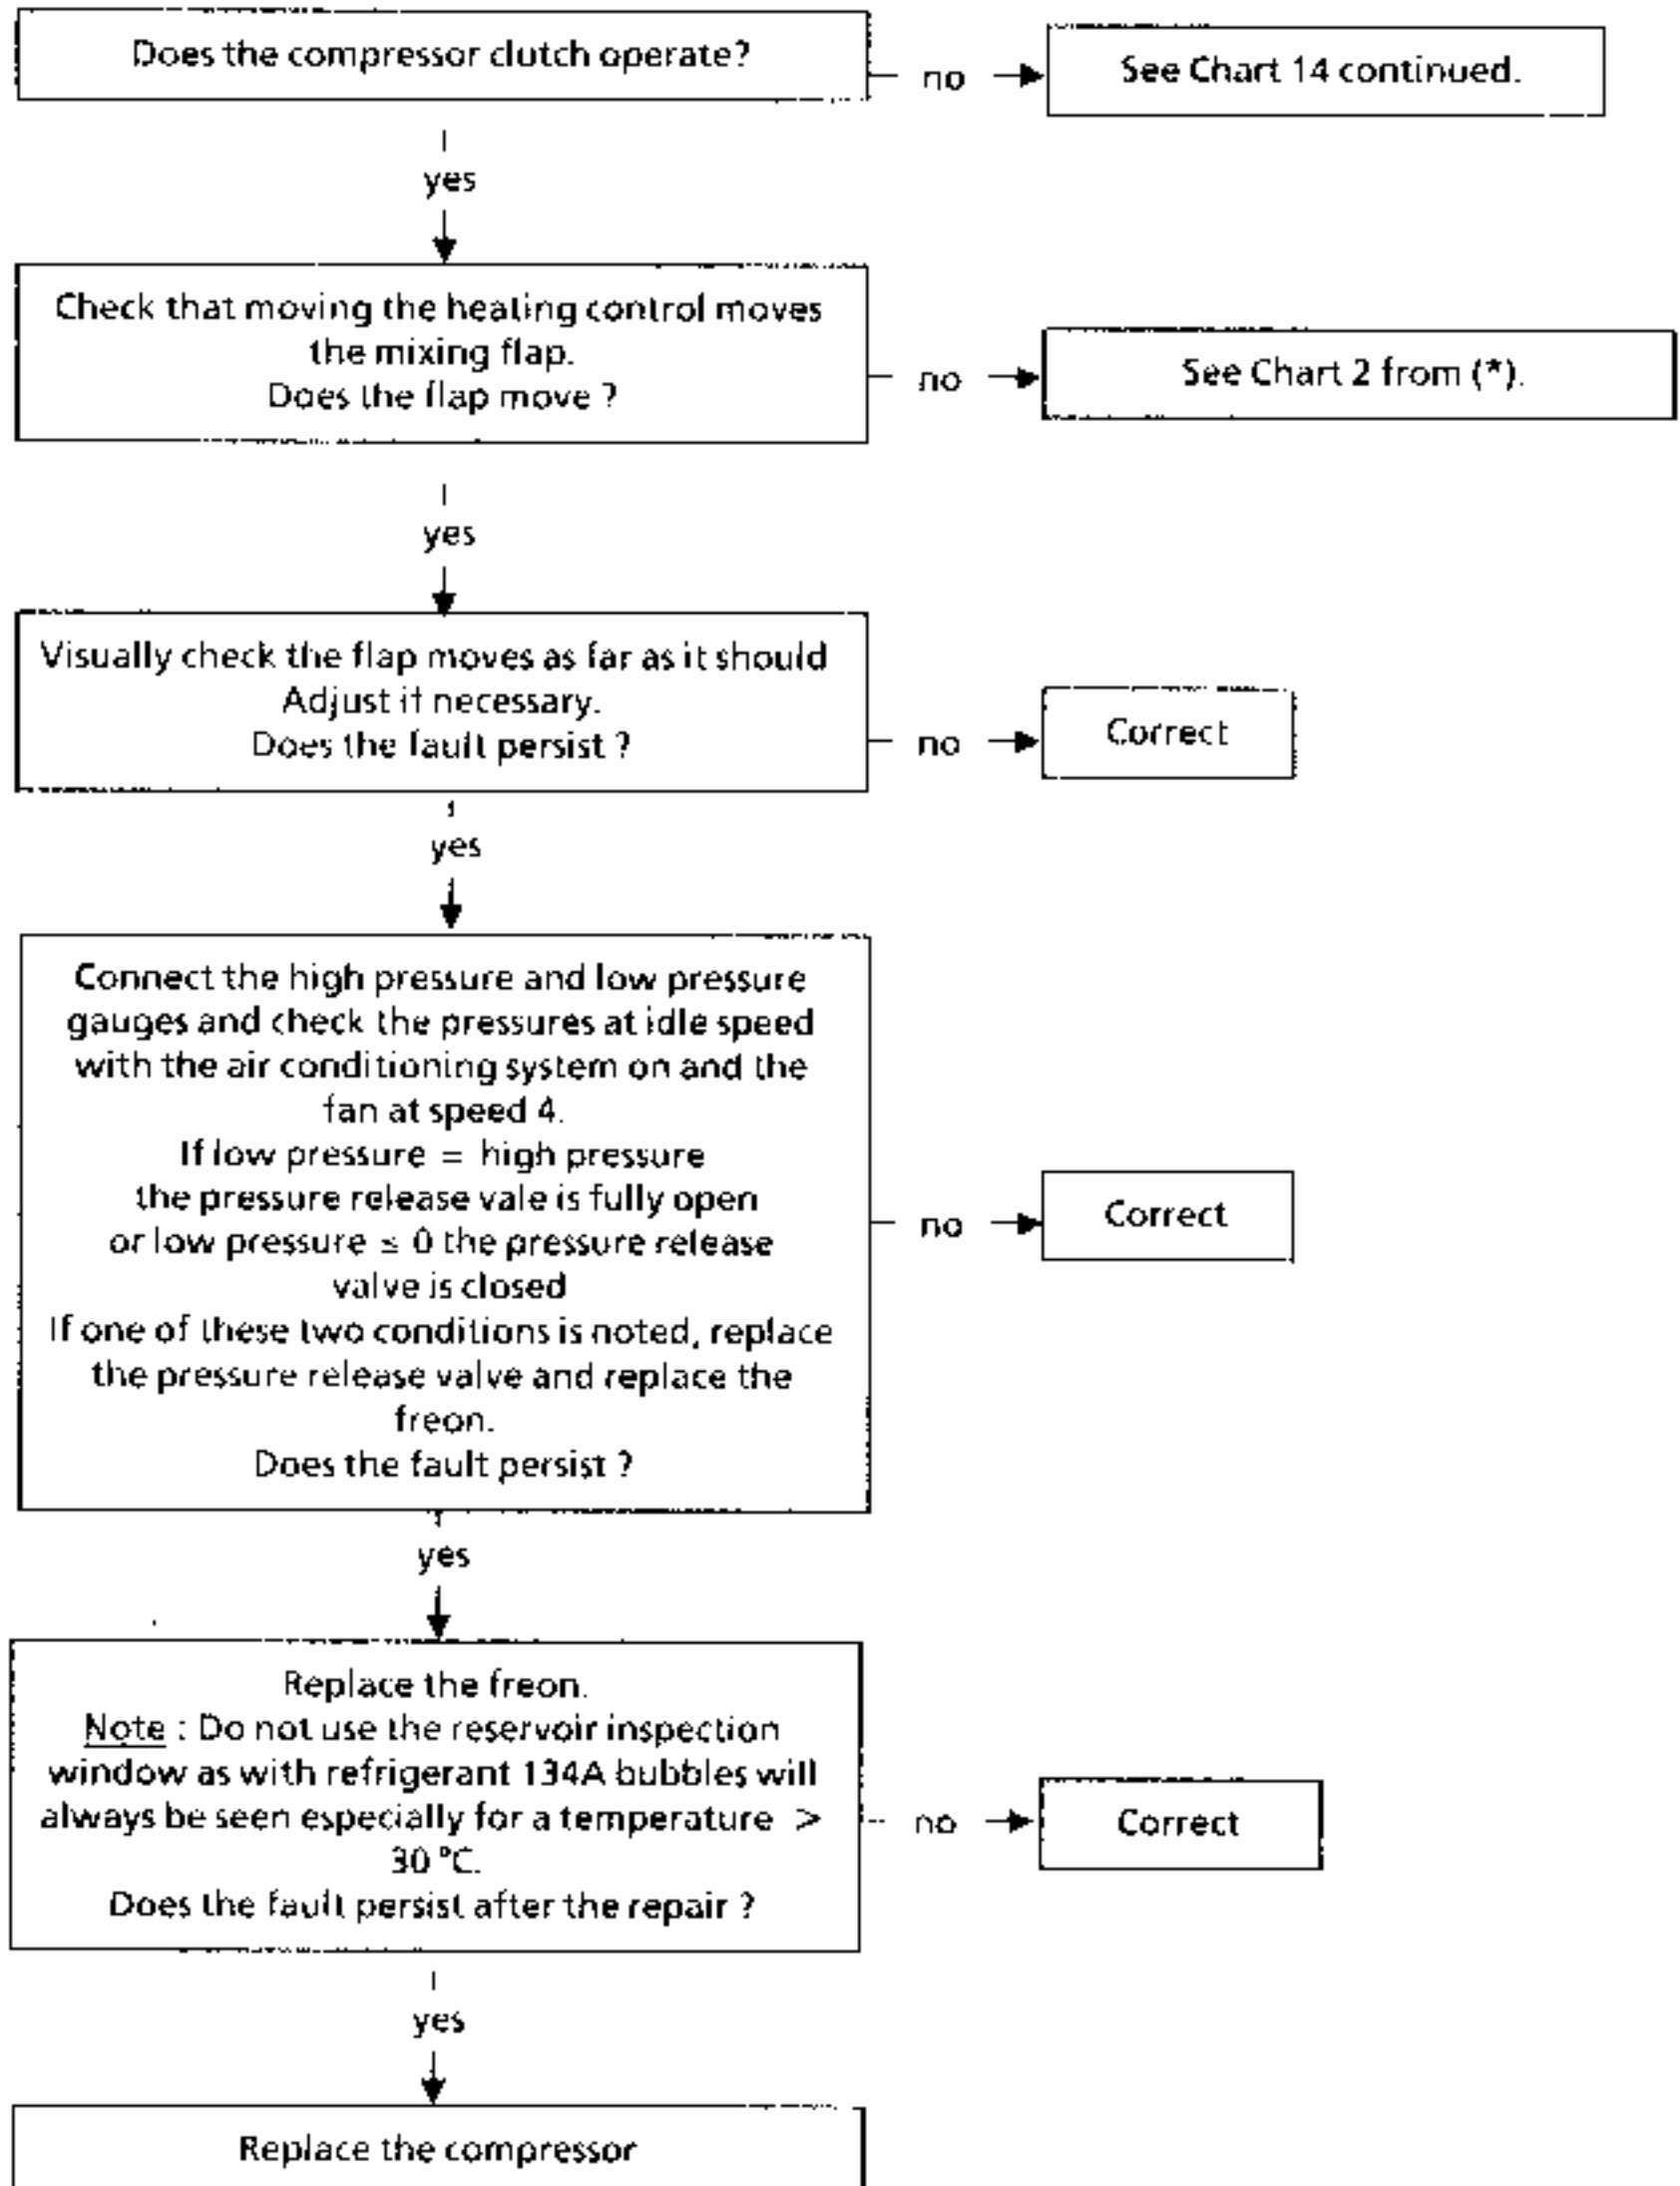 Does the compressor clutch operate?
no
See Chart 14 continued.
yes
Check that moving the heating control moves
the mixing flap.
Does the flap move ?
no
See Chart 2 from (*).
yes
Visually check the flap moves as far as it should
Adjust if necessary.
Does the fault persist ?
no
Correct
yes
Connect the high pressure and low pressure
gauges and check the pressures at idle speed
with the air conditioning system on and the
fan at speed 4.
If low pressure = high pressure
the pressure release vale is fully open
or low pressure ≤ 0 the pressure release
valve is closed
If one of these two conditions is noted, replace
the pressure release valve and replace the
freon.
Does the fault persist ?
no
Correct
yes
Replace the freon.
Note : Do not use the reservoir inspection
window as with refrigerant 134A bubbles will
always be seen especially for a temperature >
30 °C.
Does the fault persist after the repair ?
no
Correct
yes
Replace the compressor